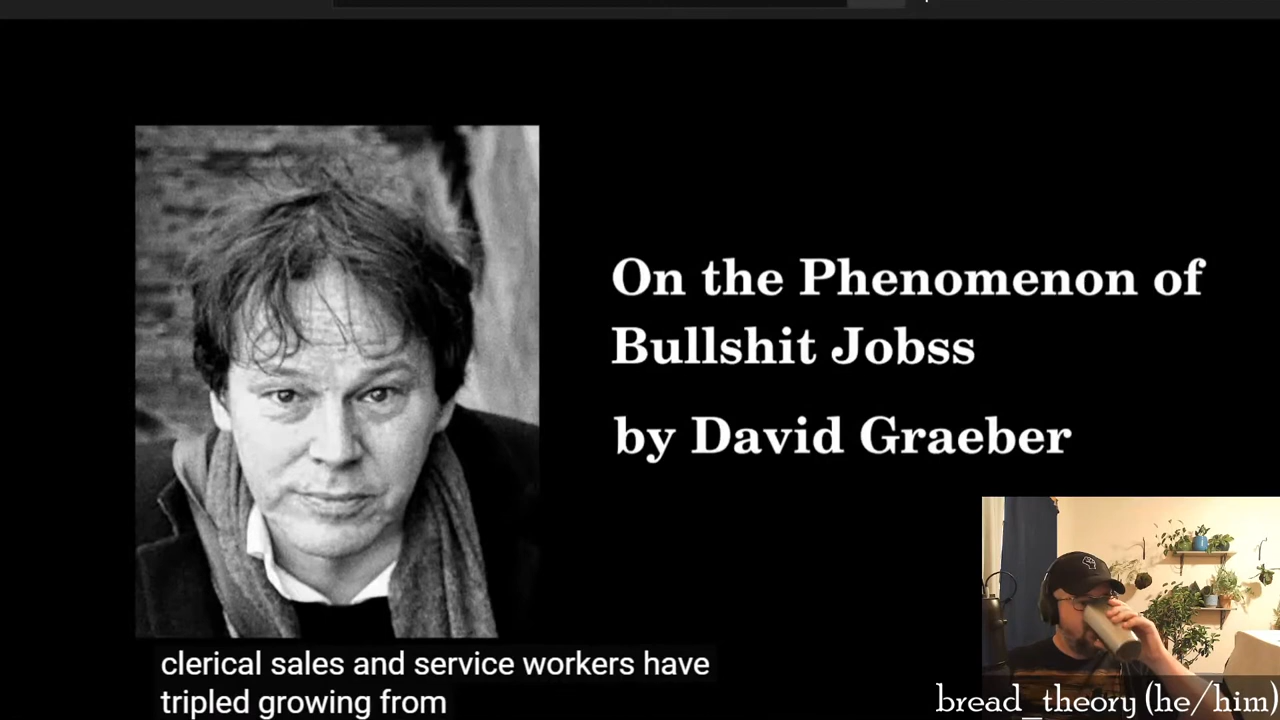 On the Phenomenon of
Bullshit Jobss
by David Graeber
clerical sales and service workers have
tripled growing from
bread_theory (he/him)